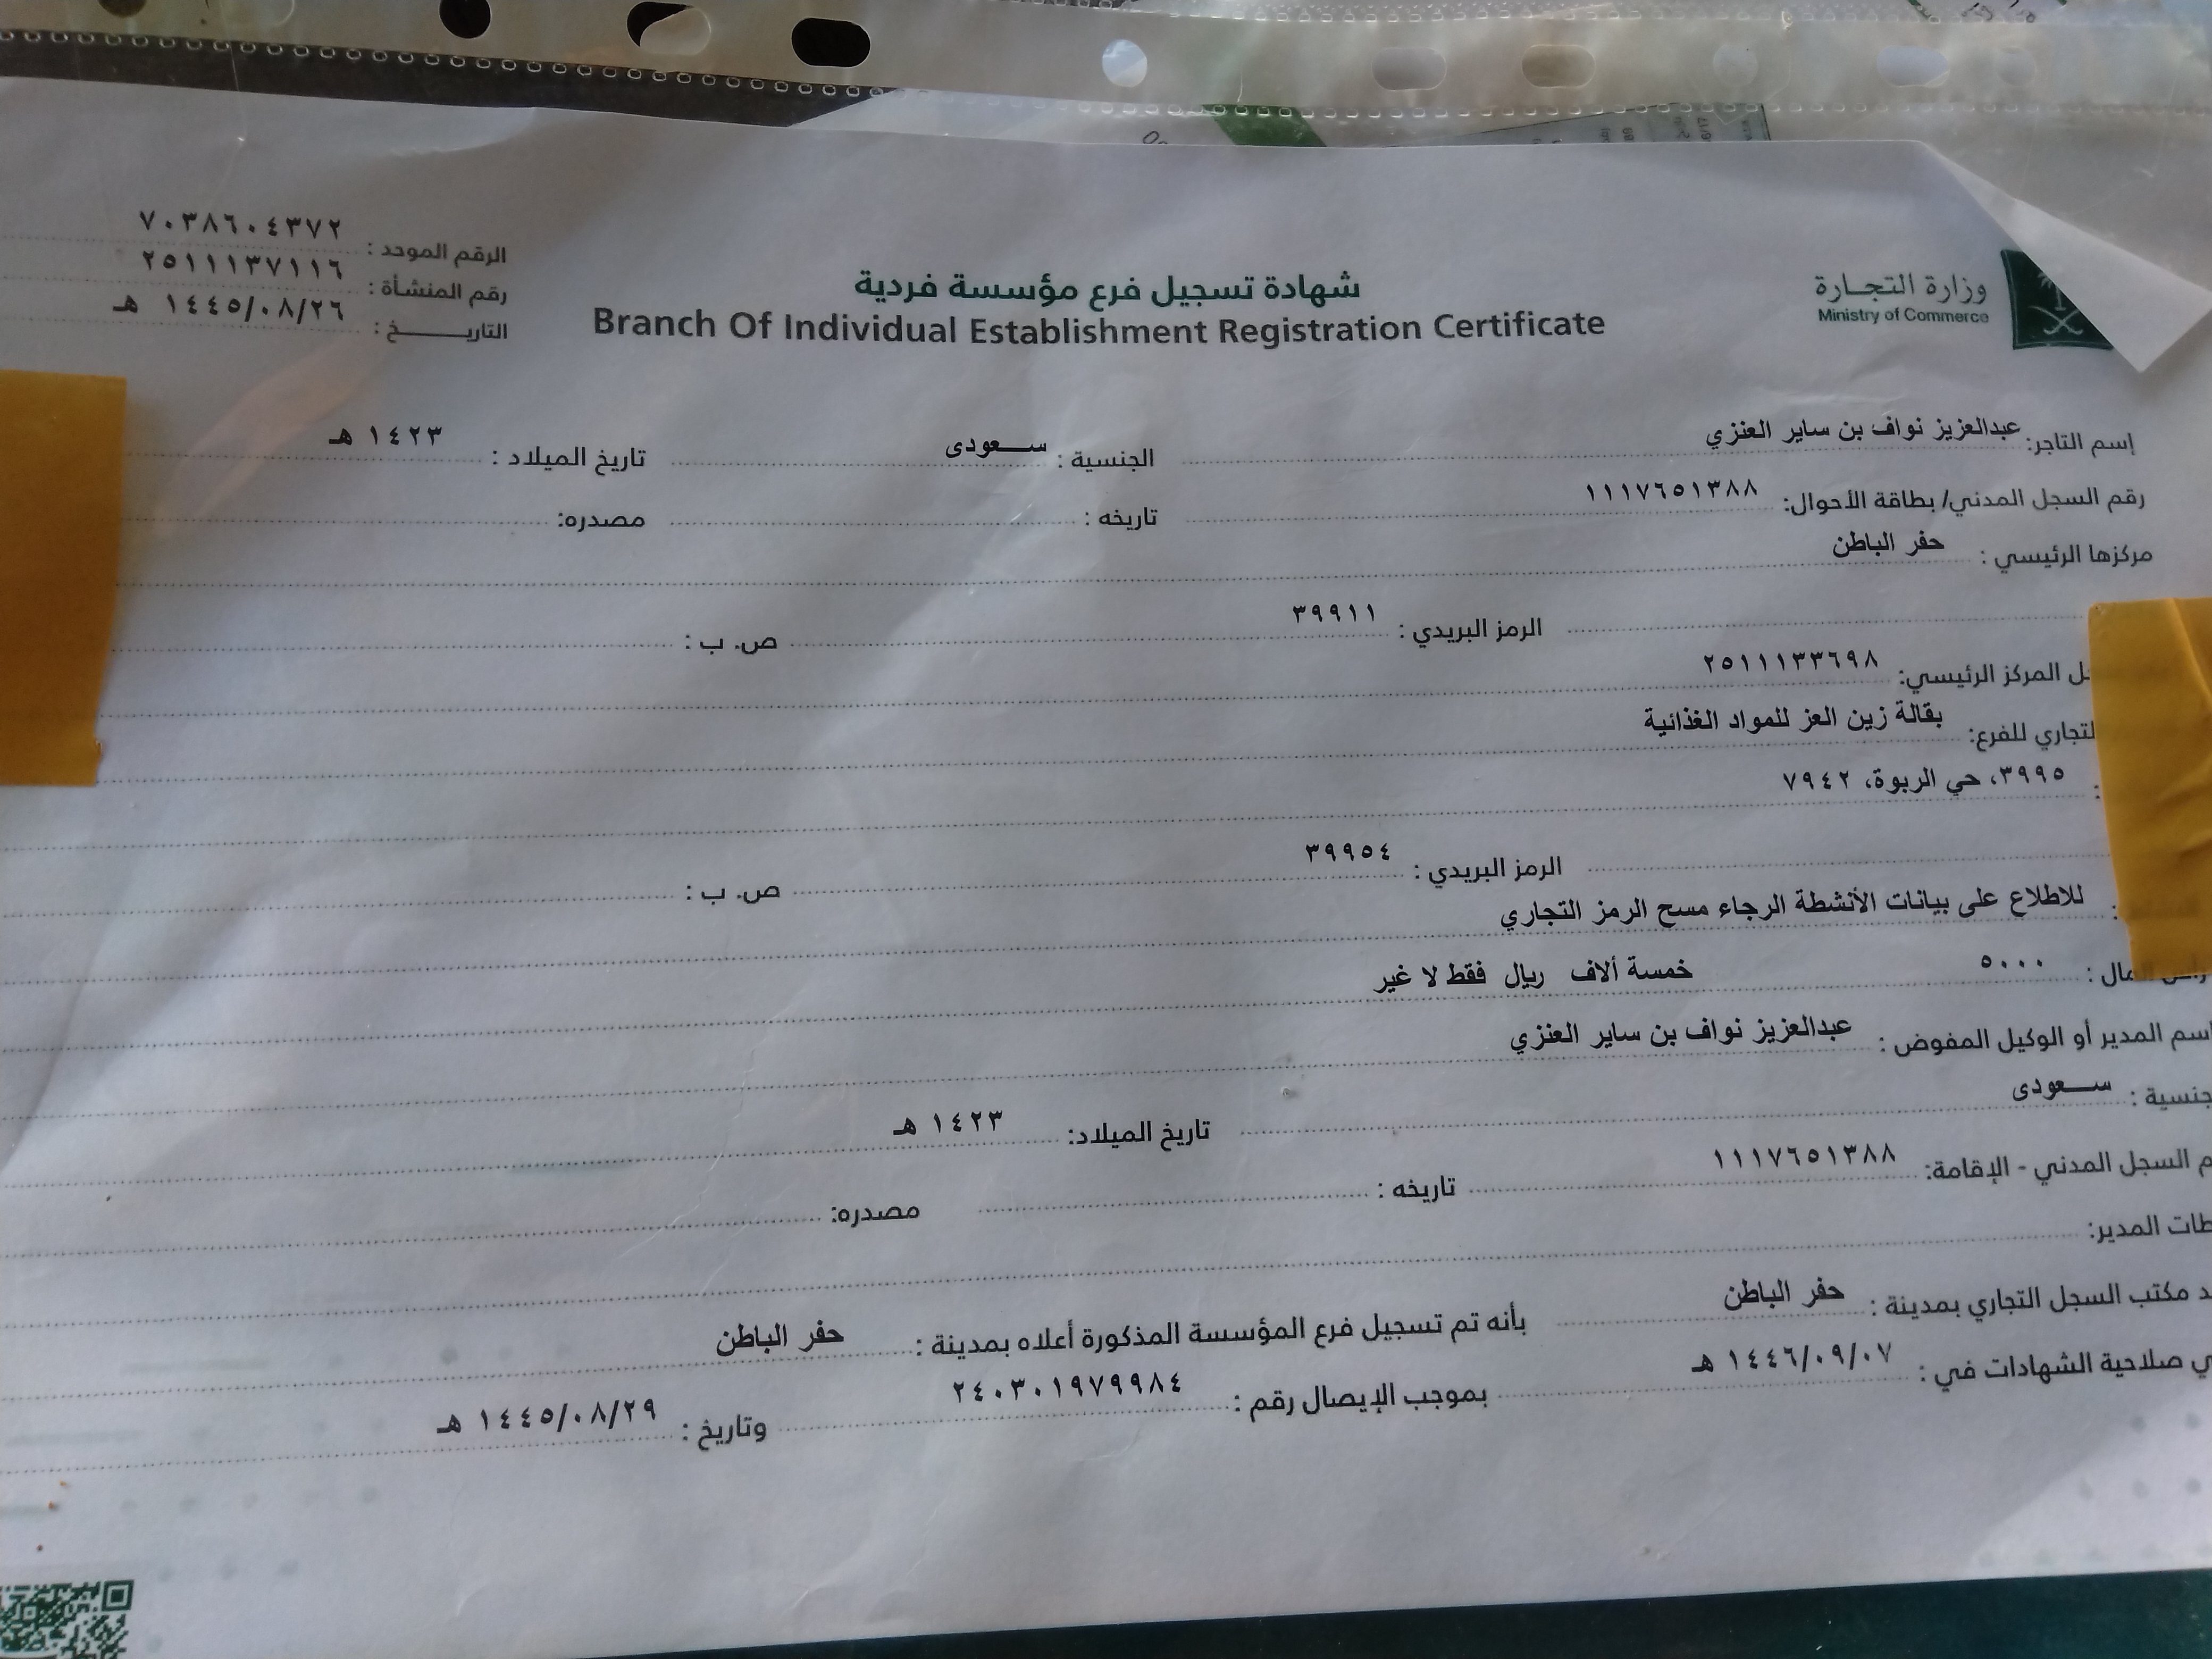 وزارة التجارة
Ministry of Commerce
شهادة تسجيل فرع مؤسسة فردية
Branch Of Individual Establishment Registration Certificate
الرقم الموحد : ٧٠٣٨٦٠٤٣٧٢
رقم المنشأة : ٢٥١١١٣٧١١٦
التاريخ : ١٤٤٥/٠٨/٢٦ هـ
إسم التاجر: عبدالعزيز نواف بن ساير العنزي الجنسية : سعودى تاريخ الميلاد : ١٤٢٣ هـ
رقم السجل المدني/ بطاقة الأحوال: ١١١٧٦٥١٣٨٨ تاريخه : مصدره:
مركزها الرئيسي : حفر الباطن
الرمز البريدي : ٣٩٩١١ ص. ب :
المركز الرئيسي: ٢٥١١١٣٣٦٩٨
للفرع: بقالة زين العز للمواد الغذائية
: ٣٩٩٥، حي الربوة، ٧٩٤٢
الرمز البريدي : ٣٩٩٥٤ ص. ب :
: للاطلاع على بيانات الأنشطة الرجاء مسح الرمز التجاري
: ٥٠٠٠ خمسة ألاف ريال فقط لا غير
المدير أو الوكيل المفوض : عبدالعزيز نواف بن ساير العنزي
: سعودى تاريخ الميلاد: ١٤٢٣ هـ
السجل المدني - الإقامة: ١١١٧٦٥١٣٨٨ تاريخه : مصدره:
المدير:
مكتب السجل التجاري بمدينة : حفر الباطن بأنه تم تسجيل فرع المؤسسة المذكورة أعلاه بمدينة : حفر الباطن
صلاحية الشهادات في : ١٤٤٦/٠٩/٠٧ هـ بموجب الإيصال رقم : ٢٤٠٣٠١٩٧٩٩٨٤ وتاريخ : ١٤٤٥/٠٨/٢٩ هـ